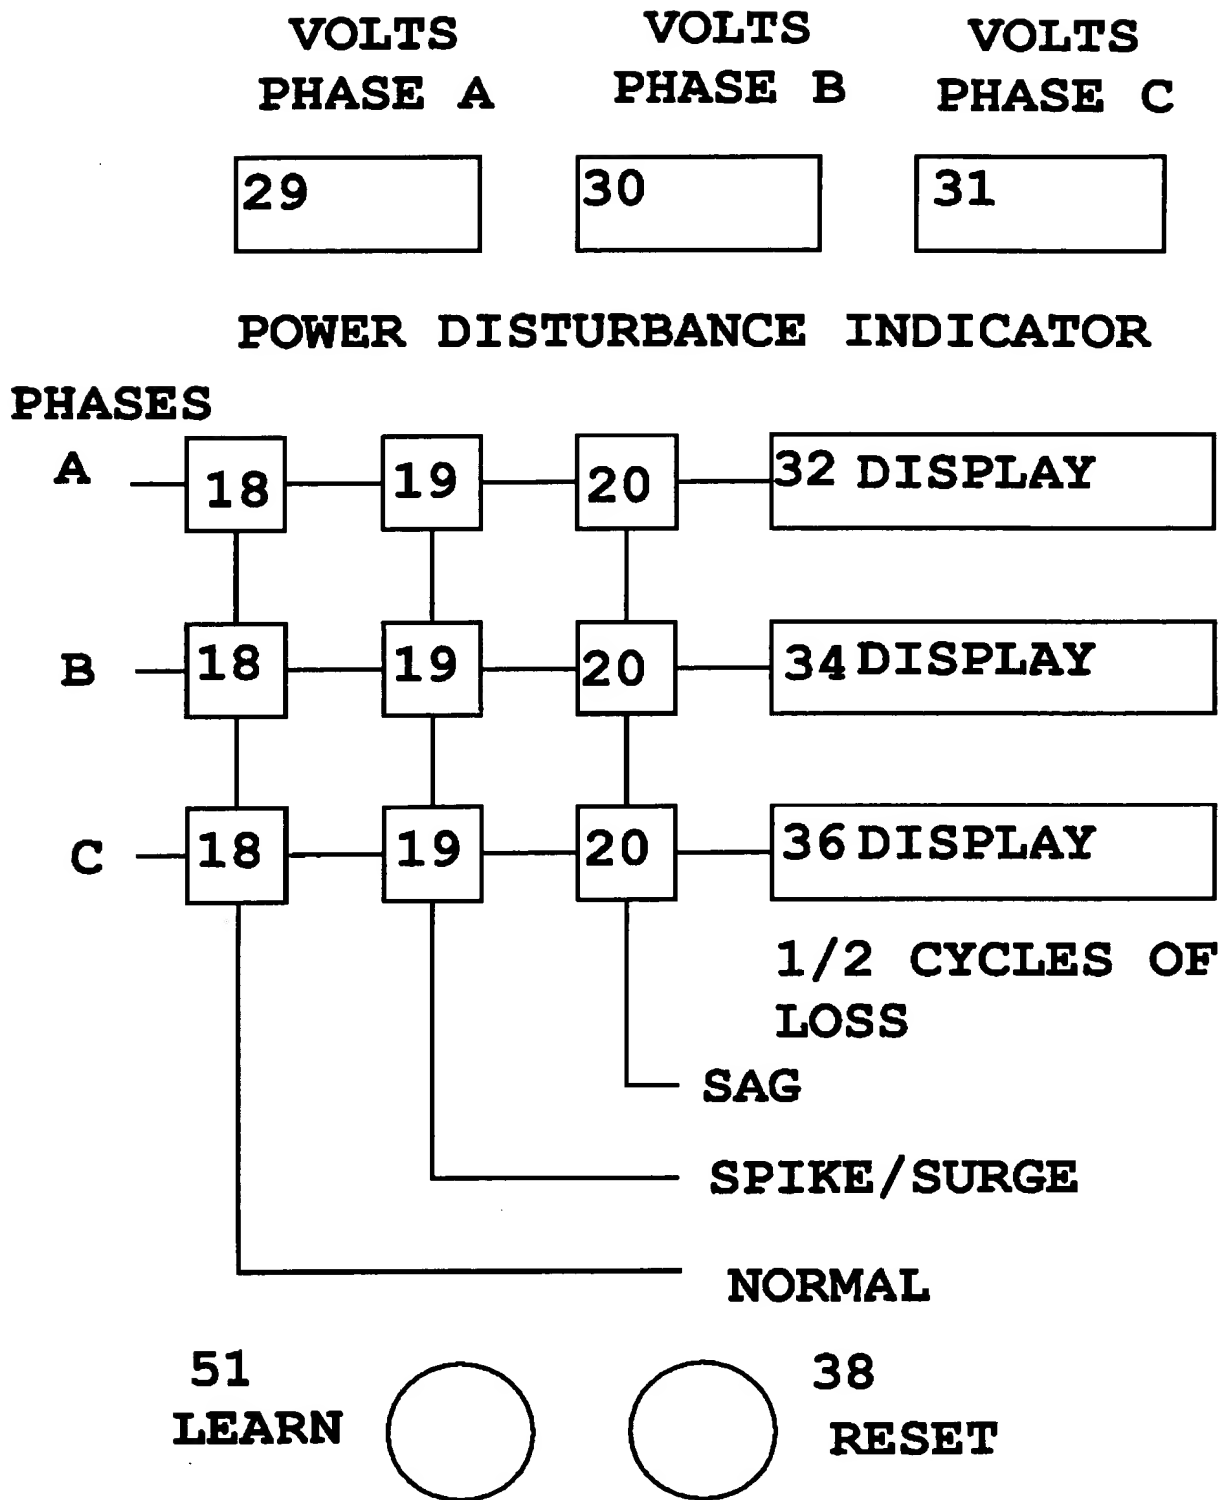 VOLTS VOLTS VOLTS
PHASE A PHASE B PHASE C
29 30 31
POWER DISTURBANCE INDICATOR
PHASES
A 18 19 20 32 DISPLAY
B 18 19 20 34 DISPLAY
C 18 19 20 36 DISPLAY
1/2 CYCLES OF
LOSS
SAG
SPIKE/SURGE
NORMAL
51 38
LEARN RESET